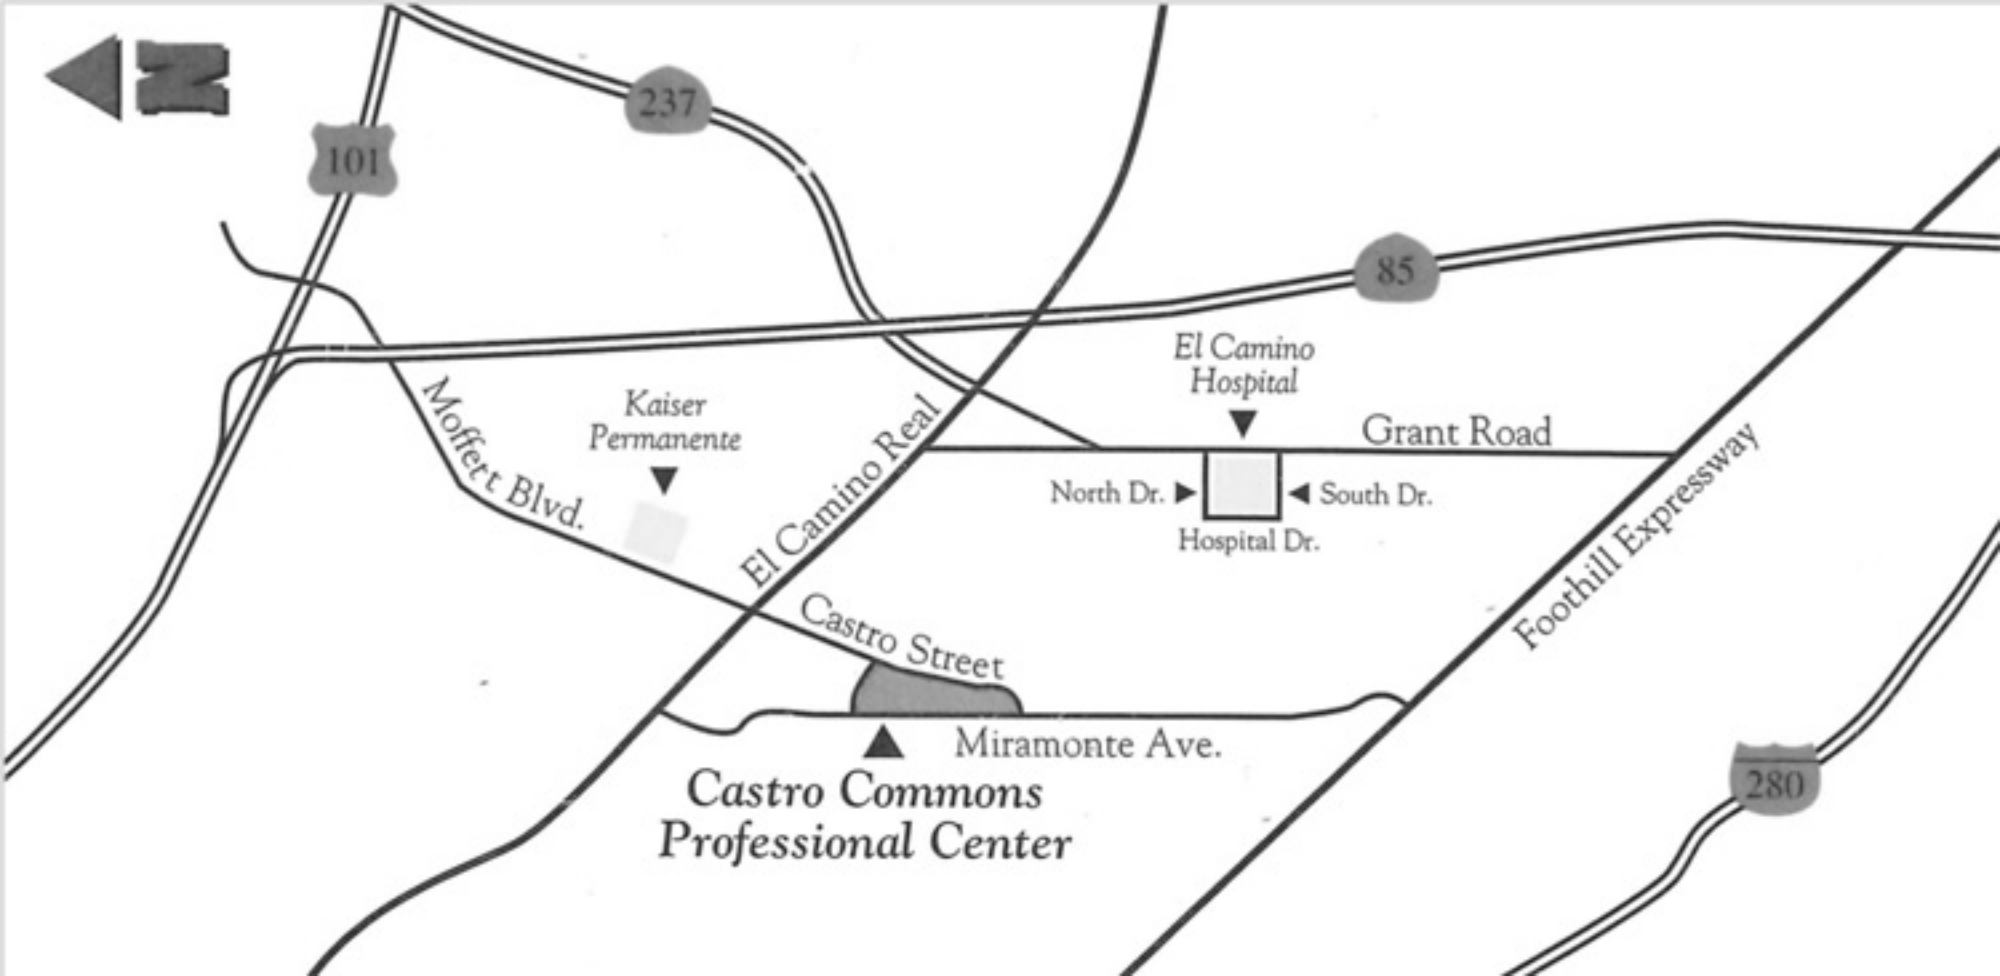 N
237
101
85
El Camino
Hospital
Kaiser
Permanente
Moffett Blvd.
El Camino Real
Grant Road
North Dr.
South Dr.
Hospital Dr.
Foothill Expressway
Castro Street
Miramonte Ave.
Castro Commons
Professional Center
280